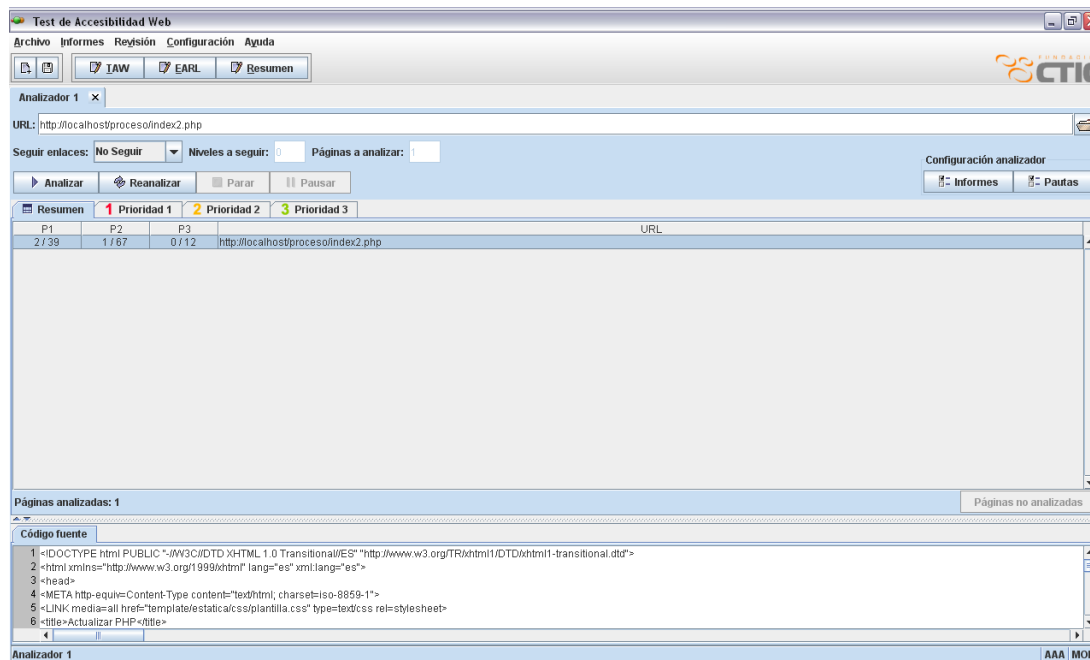 Test de Accesibilidad Web
Archivo Informes Revisión Configuración Ayuda
TAW EARL Resumen
FUNDACI
CTIC
Analizador 1
URL: http://localhost/proceso/index2.php
Seguir enlaces: No Seguir Niveles a seguir: 0 Páginas a analizar: 1
Configuración analizador
Analizar Reanalizar Parar Pausar Informes Pautas
Resumen 1 Prioridad 1 2 Prioridad 2 3 Prioridad 3
P1 P2 P3 URL
2 / 39 1 / 67 0 / 12 http://localhost/proceso/index2.php
Páginas analizadas: 1 Páginas no analizadas
Código fuente
1 <!DOCTYPE html PUBLIC "-//W3C//DTD XHTML 1.0 Transitional//ES" "http://www.w3.org/TR/xhtml1/DTD/xhtml1-transitional.dtd">
2 <html xmlns="http://www.w3.org/1999/xhtml" lang="es" xml:lang="es">
3 <head>
4 <META http-equiv=Content-Type content="text/html; charset=iso-8859-1">
5 <LINK media=all href="template/estatica/css/plantilla.css" type=text/css rel=stylesheet>
6 <title>Actualizar PHP</title>
Analizador 1 AAA MO